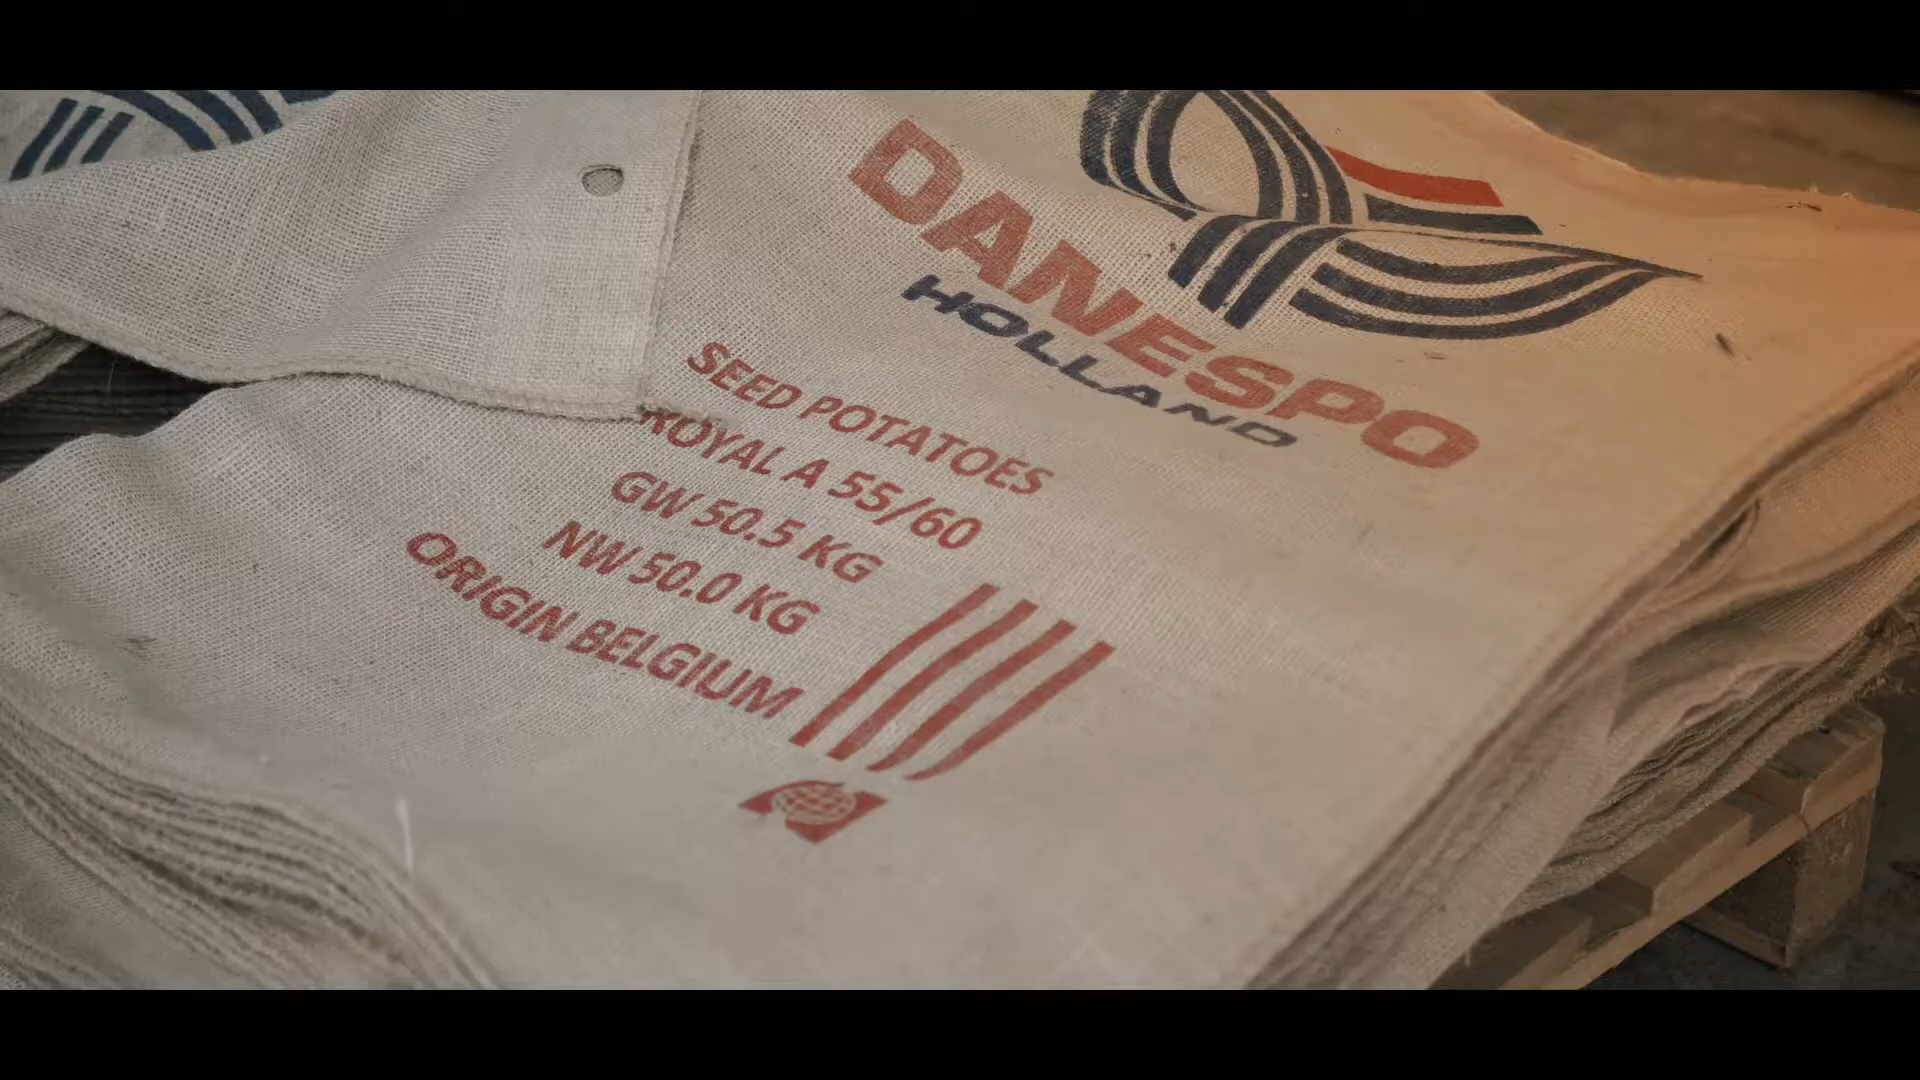 DANESPO
HOLLAND
SEED POTATOES
ROYAL A 55/60
GW 50.5 KG
NW 50.0 KG
ORIGIN BELGIUM